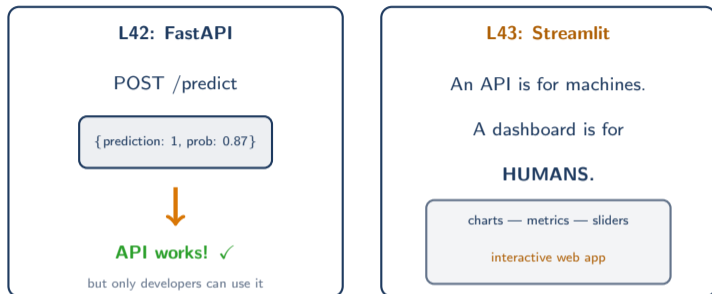 L42: FastAPI
POST /predict
{prediction: 1, prob: 0.87}
API works! ✓
but only developers can use it
L43: Streamlit
An API is for machines.
A dashboard is for
HUMANS.
charts — metrics — sliders
interactive web app